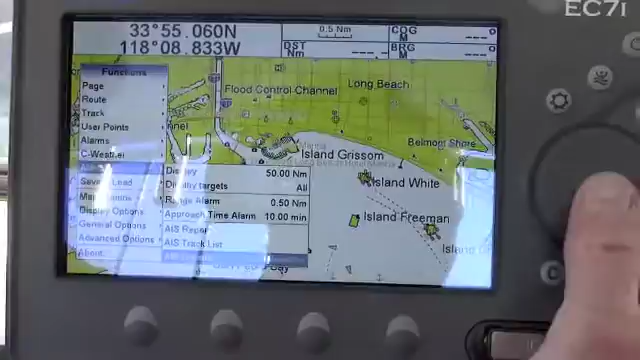 EC7i
33°55.060N
118°08.833W
0.5 Nm
COG
M
DST
Nm
BRG
M
Functions
Page
Route
Track
User Points
Alarms
C-Weather
Display Options
General Options
Advanced Options
About
Display 50.00 Nm
targets All
Range Alarm 0.50 Nm
Approach Time Alarm 10.00 min
AIS Report
AIS Track List
Flood Control Channel
Long Beach
Belmont Shore
Island Grissom
Island White
Island Freeman
Island